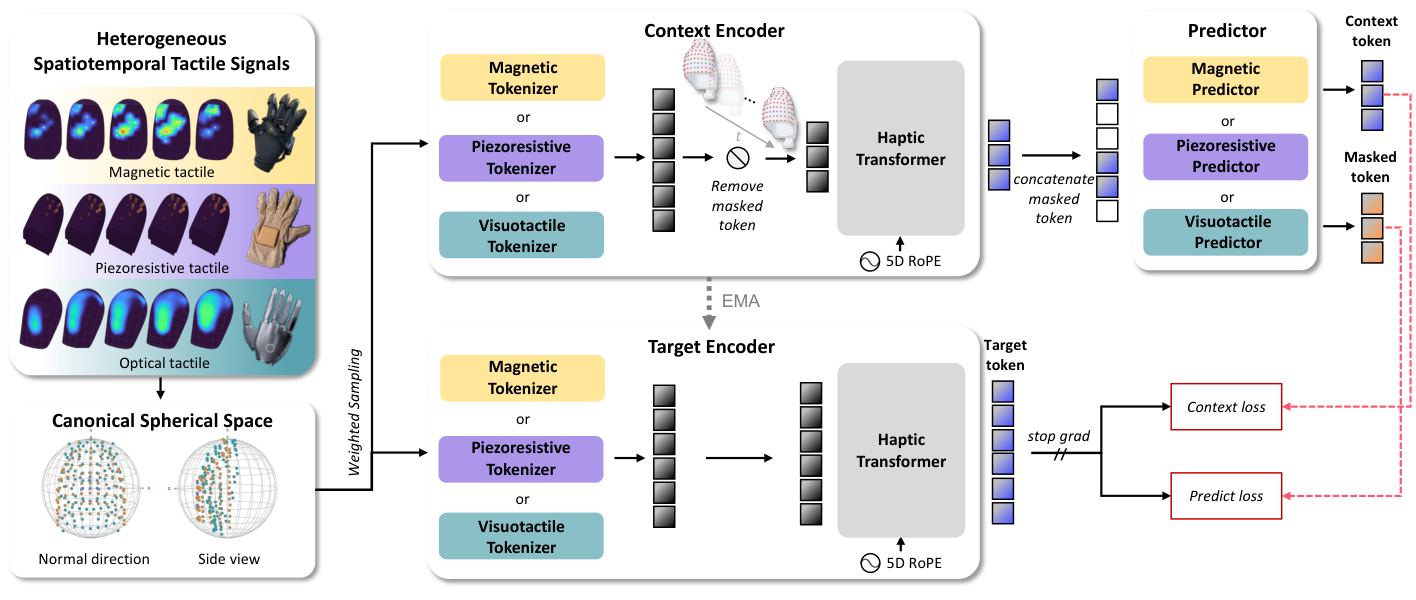 Heterogeneous
Spatiotemporal Tactile Signals
Magnetic tactile
Piezoresistive tactile
Optical tactile
Canonical Spherical Space
Normal direction
Side view
Weighted Sampling
Context Encoder
Magnetic
Tokenizer
or
Piezoresistive
Tokenizer
or
Visuotactile
Tokenizer
Remove
masked
token
t
Haptic
Transformer
5D RoPE
concatenate
masked
token
Predictor
Magnetic
Predictor
or
Piezoresistive
Predictor
or
Visuotactile
Predictor
Context
token
Masked
token
EMA
Target Encoder
Magnetic
Tokenizer
or
Piezoresistive
Tokenizer
or
Visuotactile
Tokenizer
Haptic
Transformer
5D RoPE
Target
token
stop grad
Context loss
Predict loss